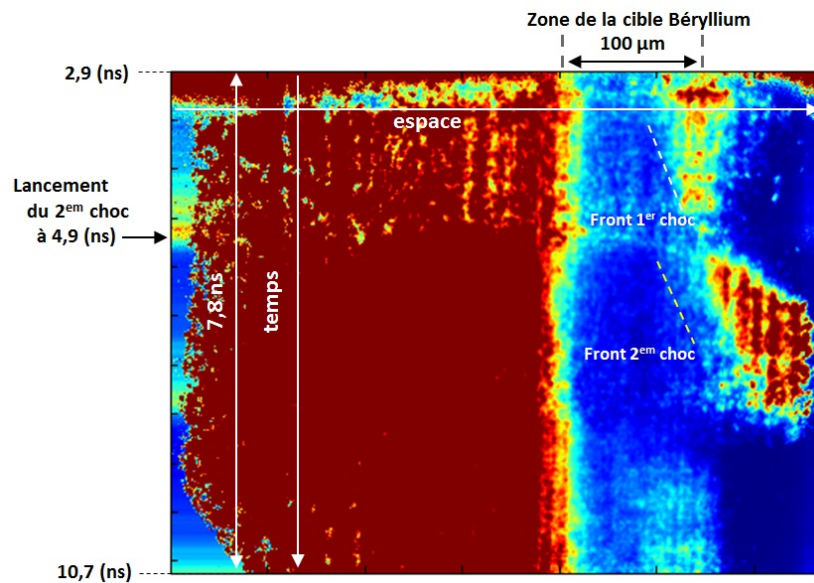 Zone de la cible Béryllium
100 µm
2,9 (ns)
espace
Lancement
du 2em choc
à 4,9 (ns)
Front 1er choc
7,8 ns
temps
Front 2em choc
10,7 (ns)